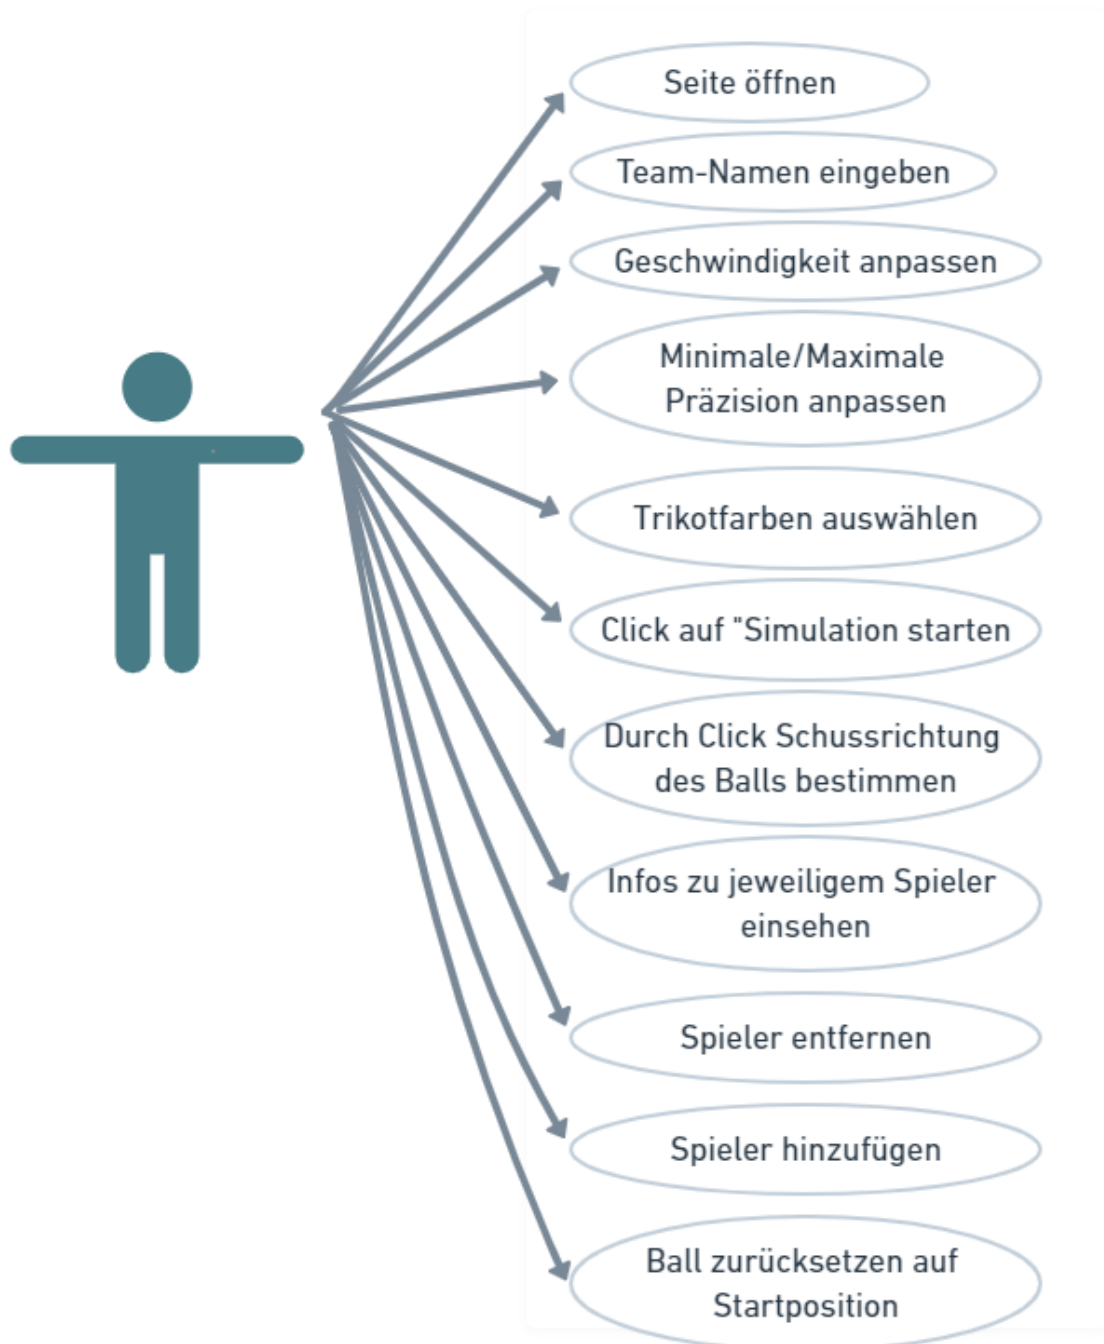 Seite öffnen
Team-Namen eingeben
Geschwindigkeit anpassen
Minimale/Maximale
Präzision anpassen
Trikotfarben auswählen
Click auf "Simulation starten
Durch Click Schussrichtung
des Balls bestimmen
Infos zu jeweiligem Spieler
einsehen
Spieler entfernen
Spieler hinzufügen
Ball zurücksetzen auf
Startposition